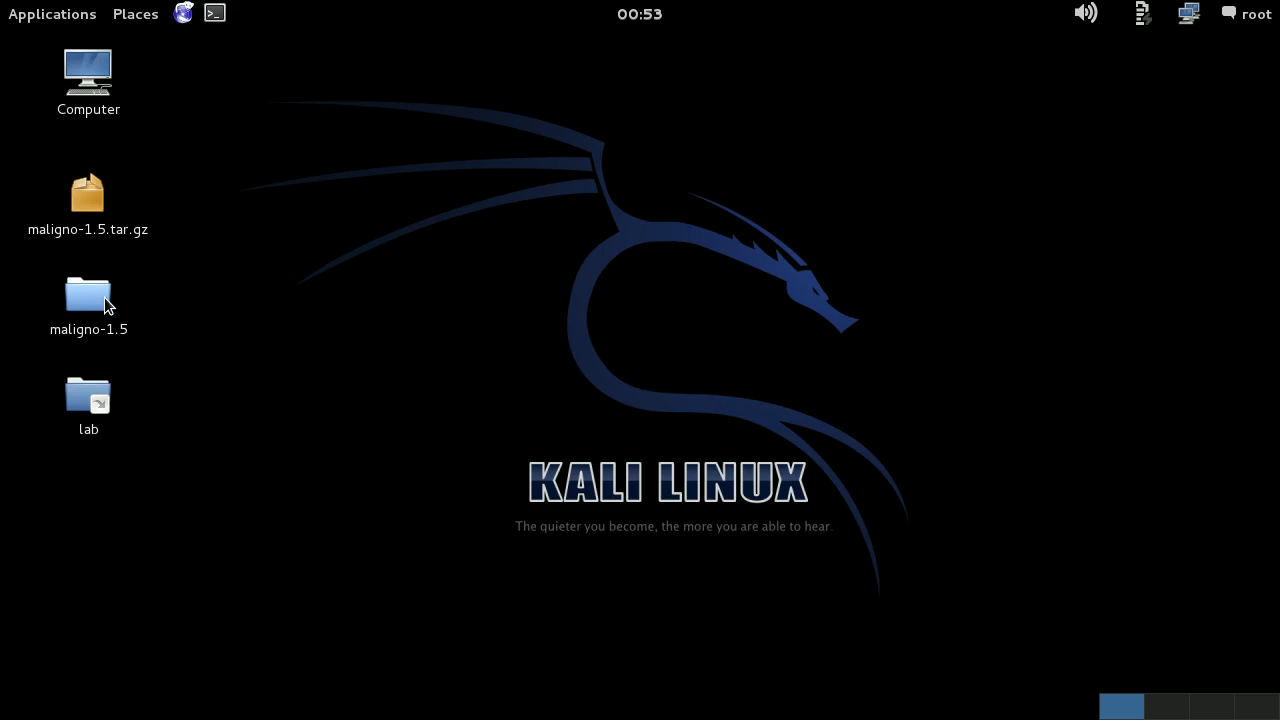 Applications Places 00:53 root
Computer
maligno-1.5.tar.gz
maligno-1.5
lab
KALI LINUX
The quieter you become, the more you are able to hear.